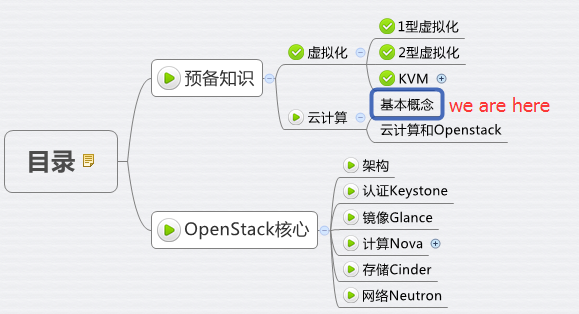 目录
预备知识
虚拟化
1型虚拟化
2型虚拟化
KVM
云计算
基本概念 we are here
云计算和Openstack
OpenStack核心
架构
认证Keystone
镜像Glance
计算Nova
存储Cinder
网络Neutron